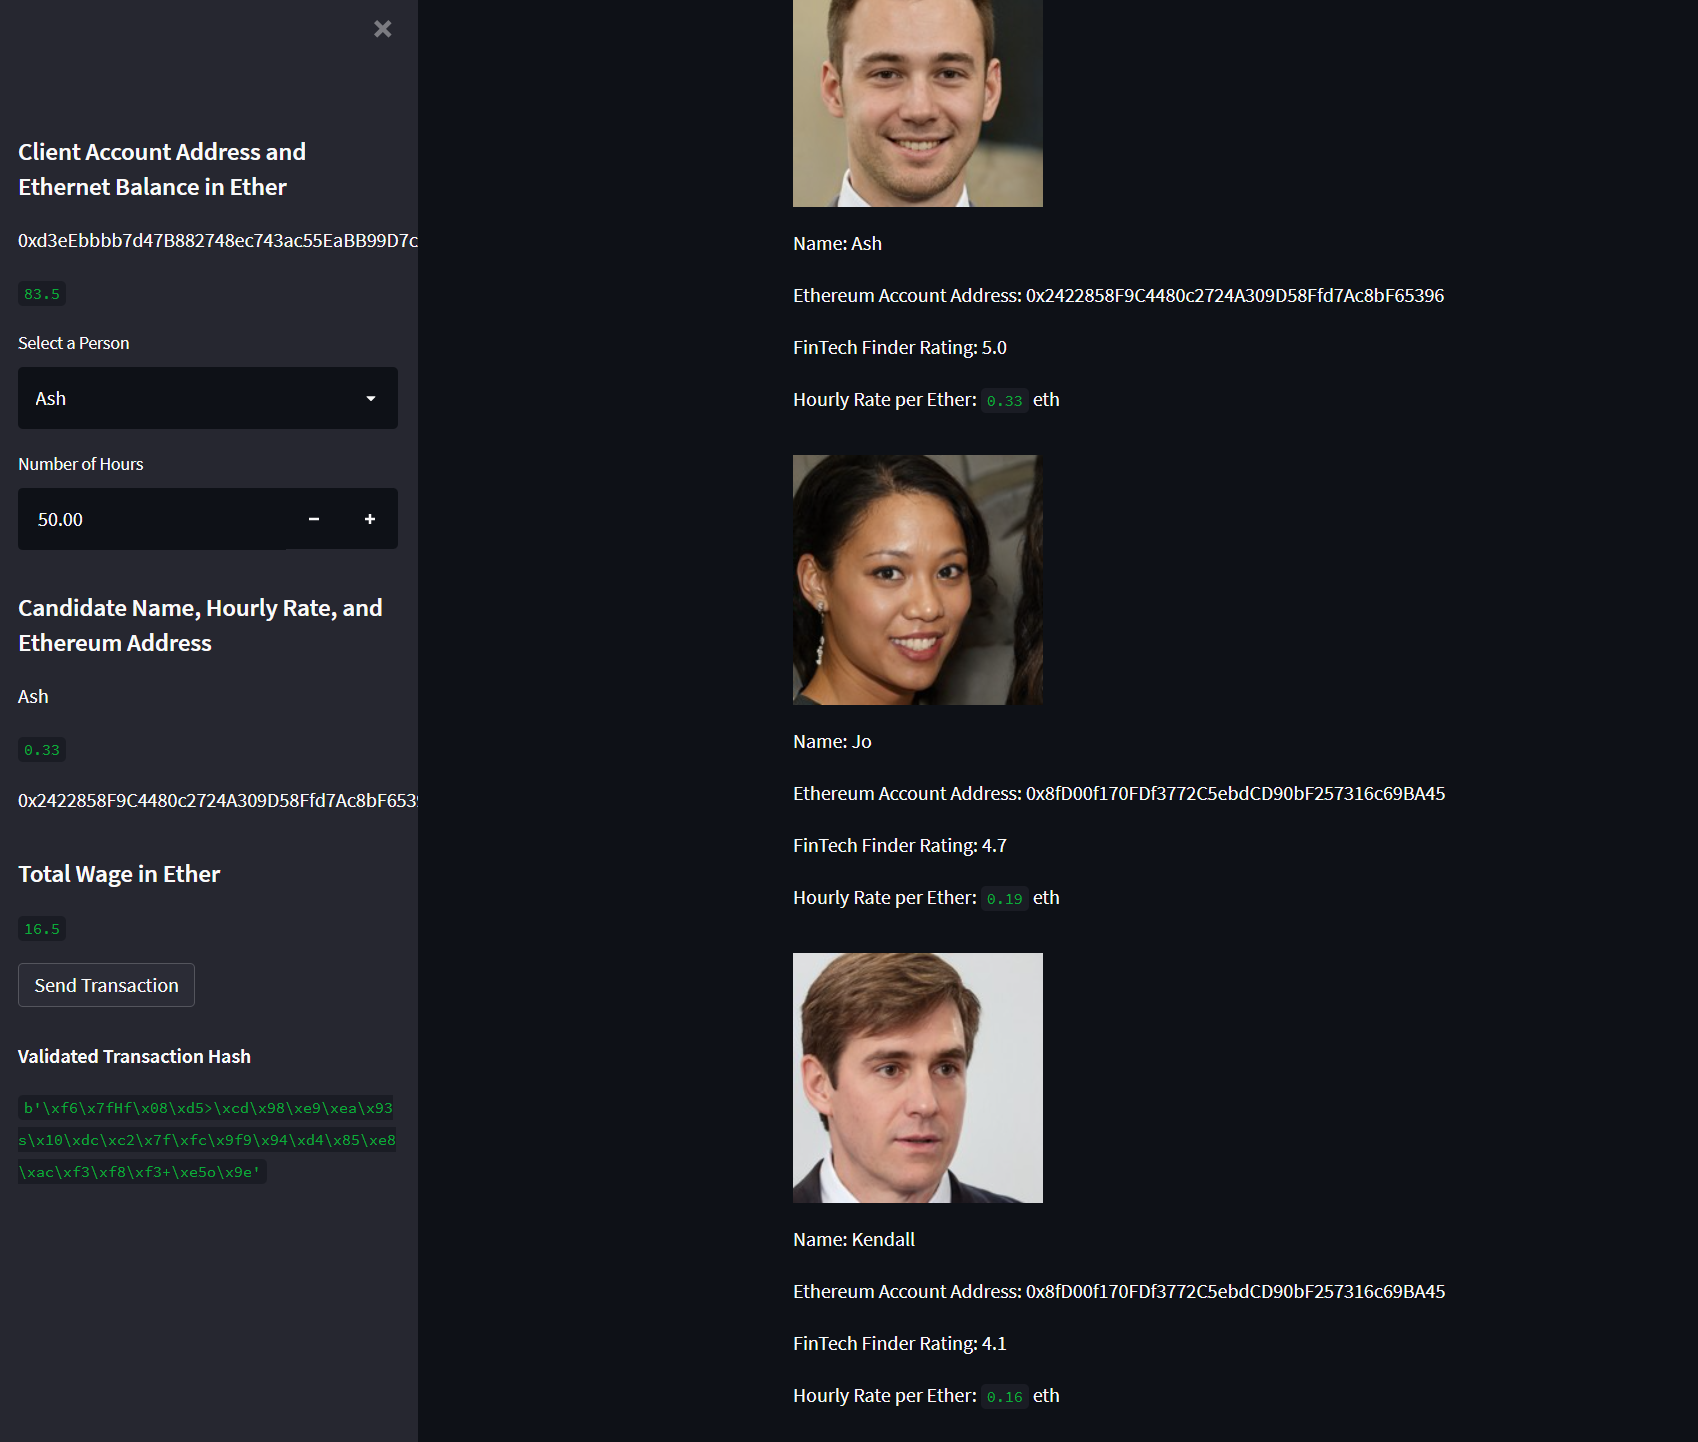 Client Account Address and
Ethernet Balance in Ether
0xd3eEbbbb7d47B882748ec743ac55EaBB99D7c
83.5
Select a Person
Ash
Number of Hours
50.00
Candidate Name, Hourly Rate, and
Ethereum Address
Ash
0.33
0x2422858F9C4480c2724A309D58Ffd7Ac8bF6539
Total Wage in Ether
16.5
Send Transaction
Validated Transaction Hash
b'\xf6\x7fHf\x08\xd5>\xcd\x98\xe9\xea\x93
s\x10\xdc\xc2\x7f\xfc\x9f9\x94\xd4\x85\xe8
\xac\xf3\xf8\xf3+\xe5o\x9e'
Name: Ash
Ethereum Account Address: 0x2422858F9C4480c2724A309D58Ffd7Ac8bF65396
FinTech Finder Rating: 5.0
Hourly Rate per Ether: 0.33 eth
Name: Jo
Ethereum Account Address: 0x8fD00f170FDf3772C5ebdCD90bF257316c69BA45
FinTech Finder Rating: 4.7
Hourly Rate per Ether: 0.19 eth
Name: Kendall
Ethereum Account Address: 0x8fD00f170FDf3772C5ebdCD90bF257316c69BA45
FinTech Finder Rating: 4.1
Hourly Rate per Ether: 0.16 eth